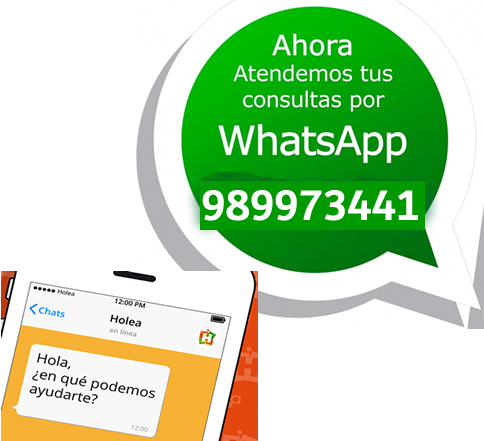 Ahora
Atendemos tus
consultas por
WhatsApp
989973441
Holea
12:00 PM
Chats
Holea
en línea
Hola,
¿en qué podemos
ayudarte?
12:00